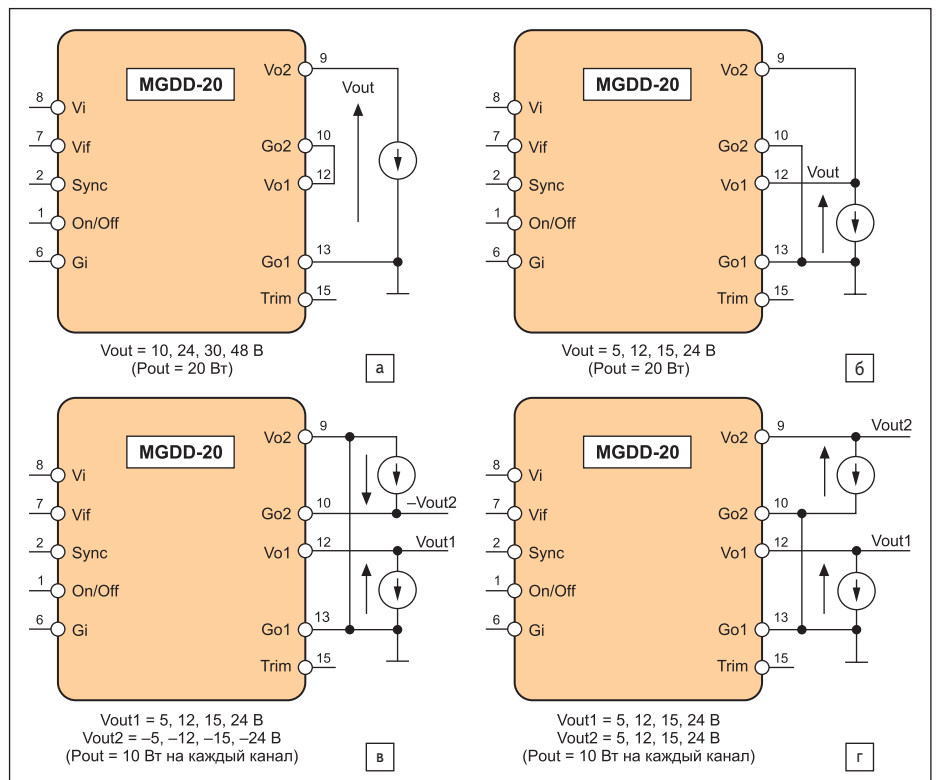 MGDD-20
8
Vi
7
Vif
2
Sync
1
On/Off
6
Gi
Vo2
9
Vout
Go2
10
Vo1
12
Go1
13
Trim
15
Vout = 10, 24, 30, 48 В
(Pout = 20 Вт)
а
MGDD-20
8
Vi
7
Vif
2
Sync
1
On/Off
6
Gi
Vo2
9
Go2
10
Vo1
12
Vout
Go1
13
Trim
15
Vout = 5, 12, 15, 24 В
(Pout = 20 Вт)
б
MGDD-20
8
Vi
7
Vif
2
Sync
1
On/Off
6
Gi
Vo2
9
Go2
10
–Vout2
Vo1
12
Vout1
Go1
13
Trim
15
Vout1 = 5, 12, 15, 24 В
Vout2 = –5, –12, –15, –24 В
(Pout = 10 Вт на каждый канал)
в
MGDD-20
8
Vi
7
Vif
2
Sync
1
On/Off
6
Gi
Vo2
9
Vout2
Go2
10
Vo1
12
Vout1
Go1
13
Trim
15
Vout1 = 5, 12, 15, 24 В
Vout2 = 5, 12, 15, 24 В
(Pout = 10 Вт на каждый канал)
г